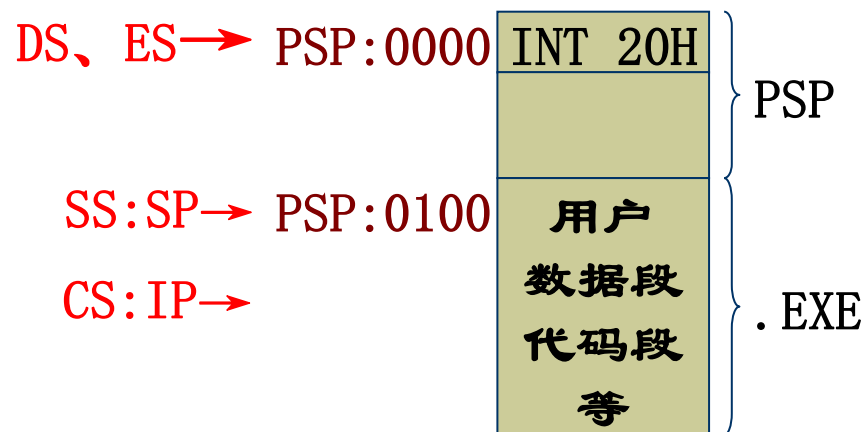 DS、ES PSP:0000 INT 20H
PSP
SS:SP PSP:0100 用户
CS:IP 数据段
.EXE
代码段
等